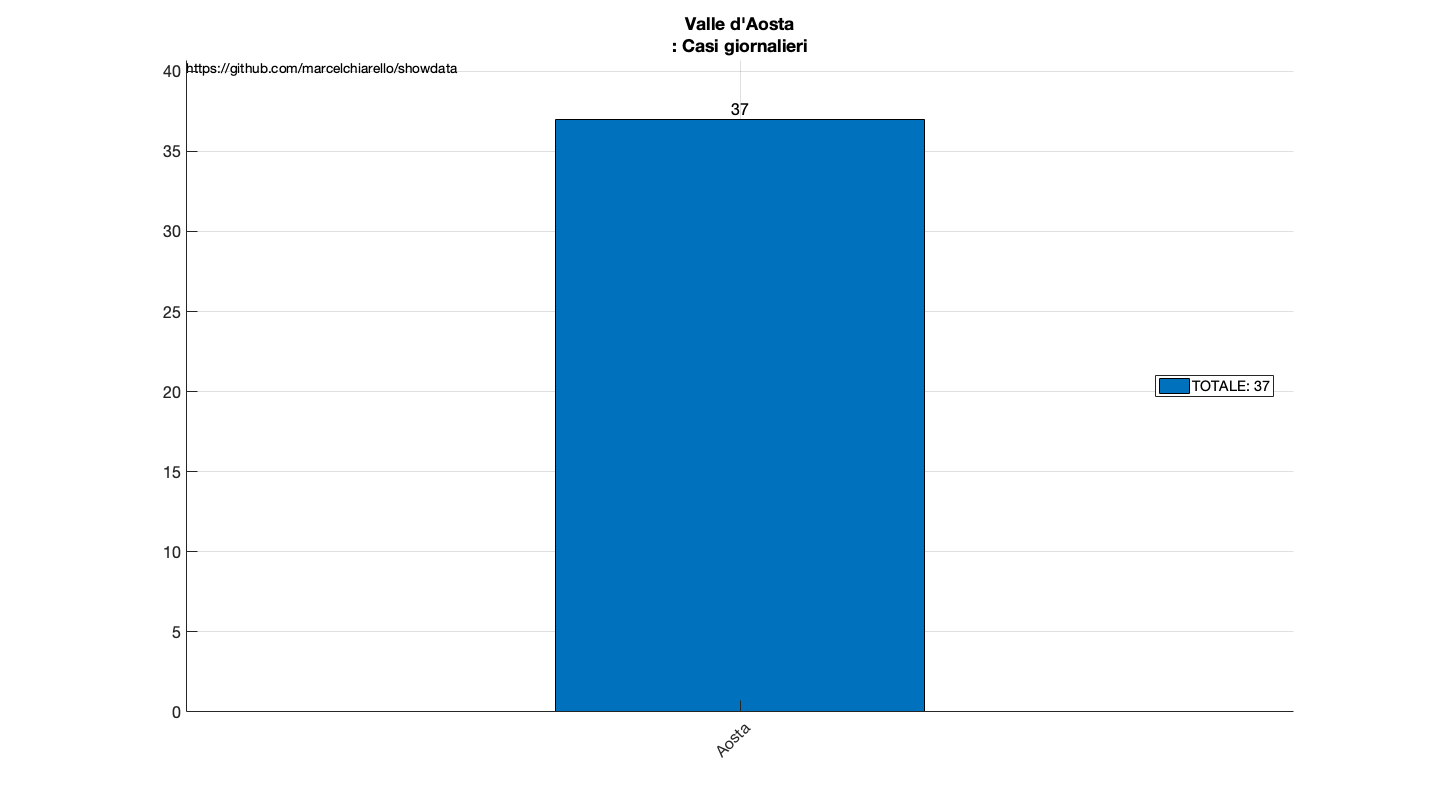 Valle d'Aosta
: Casi giornalieri
https://github.com/marcelchiarello/showdata
40
37
35
30
25
20
TOTALE: 37
15
10
5
0
Aosta